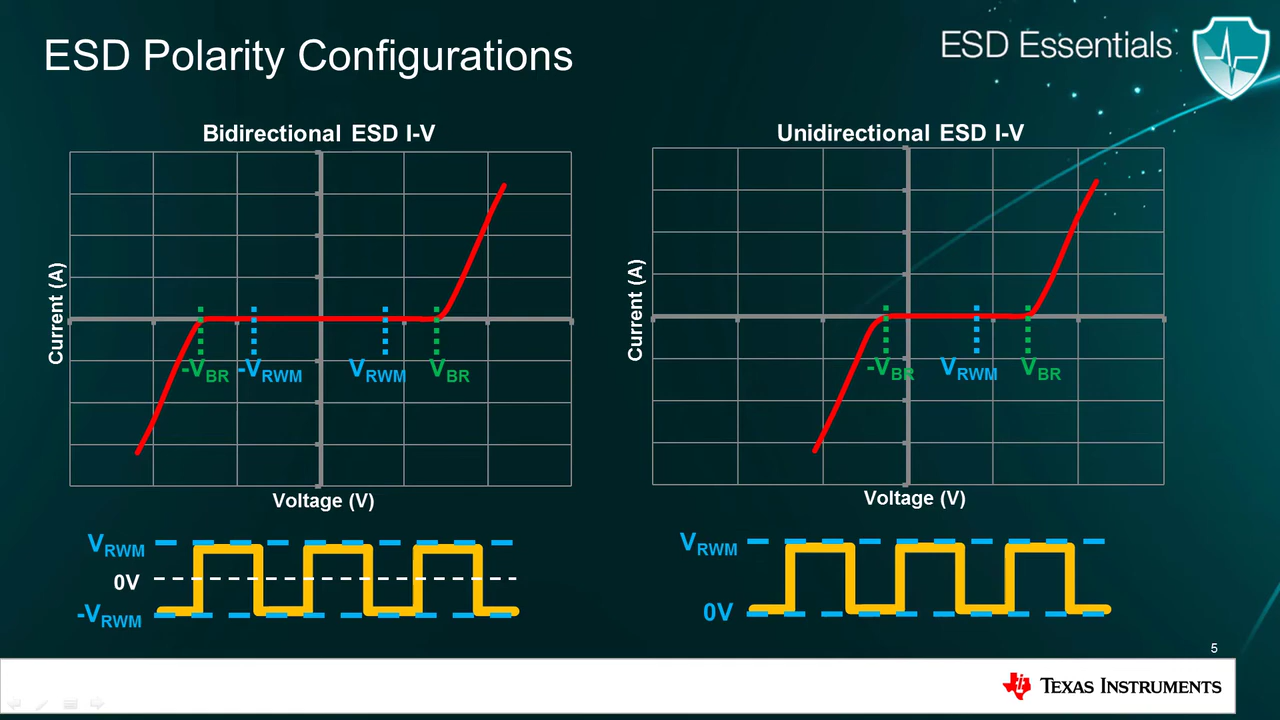 ESD Polarity Configurations
ESD Essentials
Bidirectional ESD I-V
Current (A)
-VBR
-VRWM
VRWM
VBR
Voltage (V)
VRWM
0V
-VRWM
Unidirectional ESD I-V
Current (A)
-VBR
VRWM
VBR
Voltage (V)
VRWM
0V
5
TEXAS INSTRUMENTS